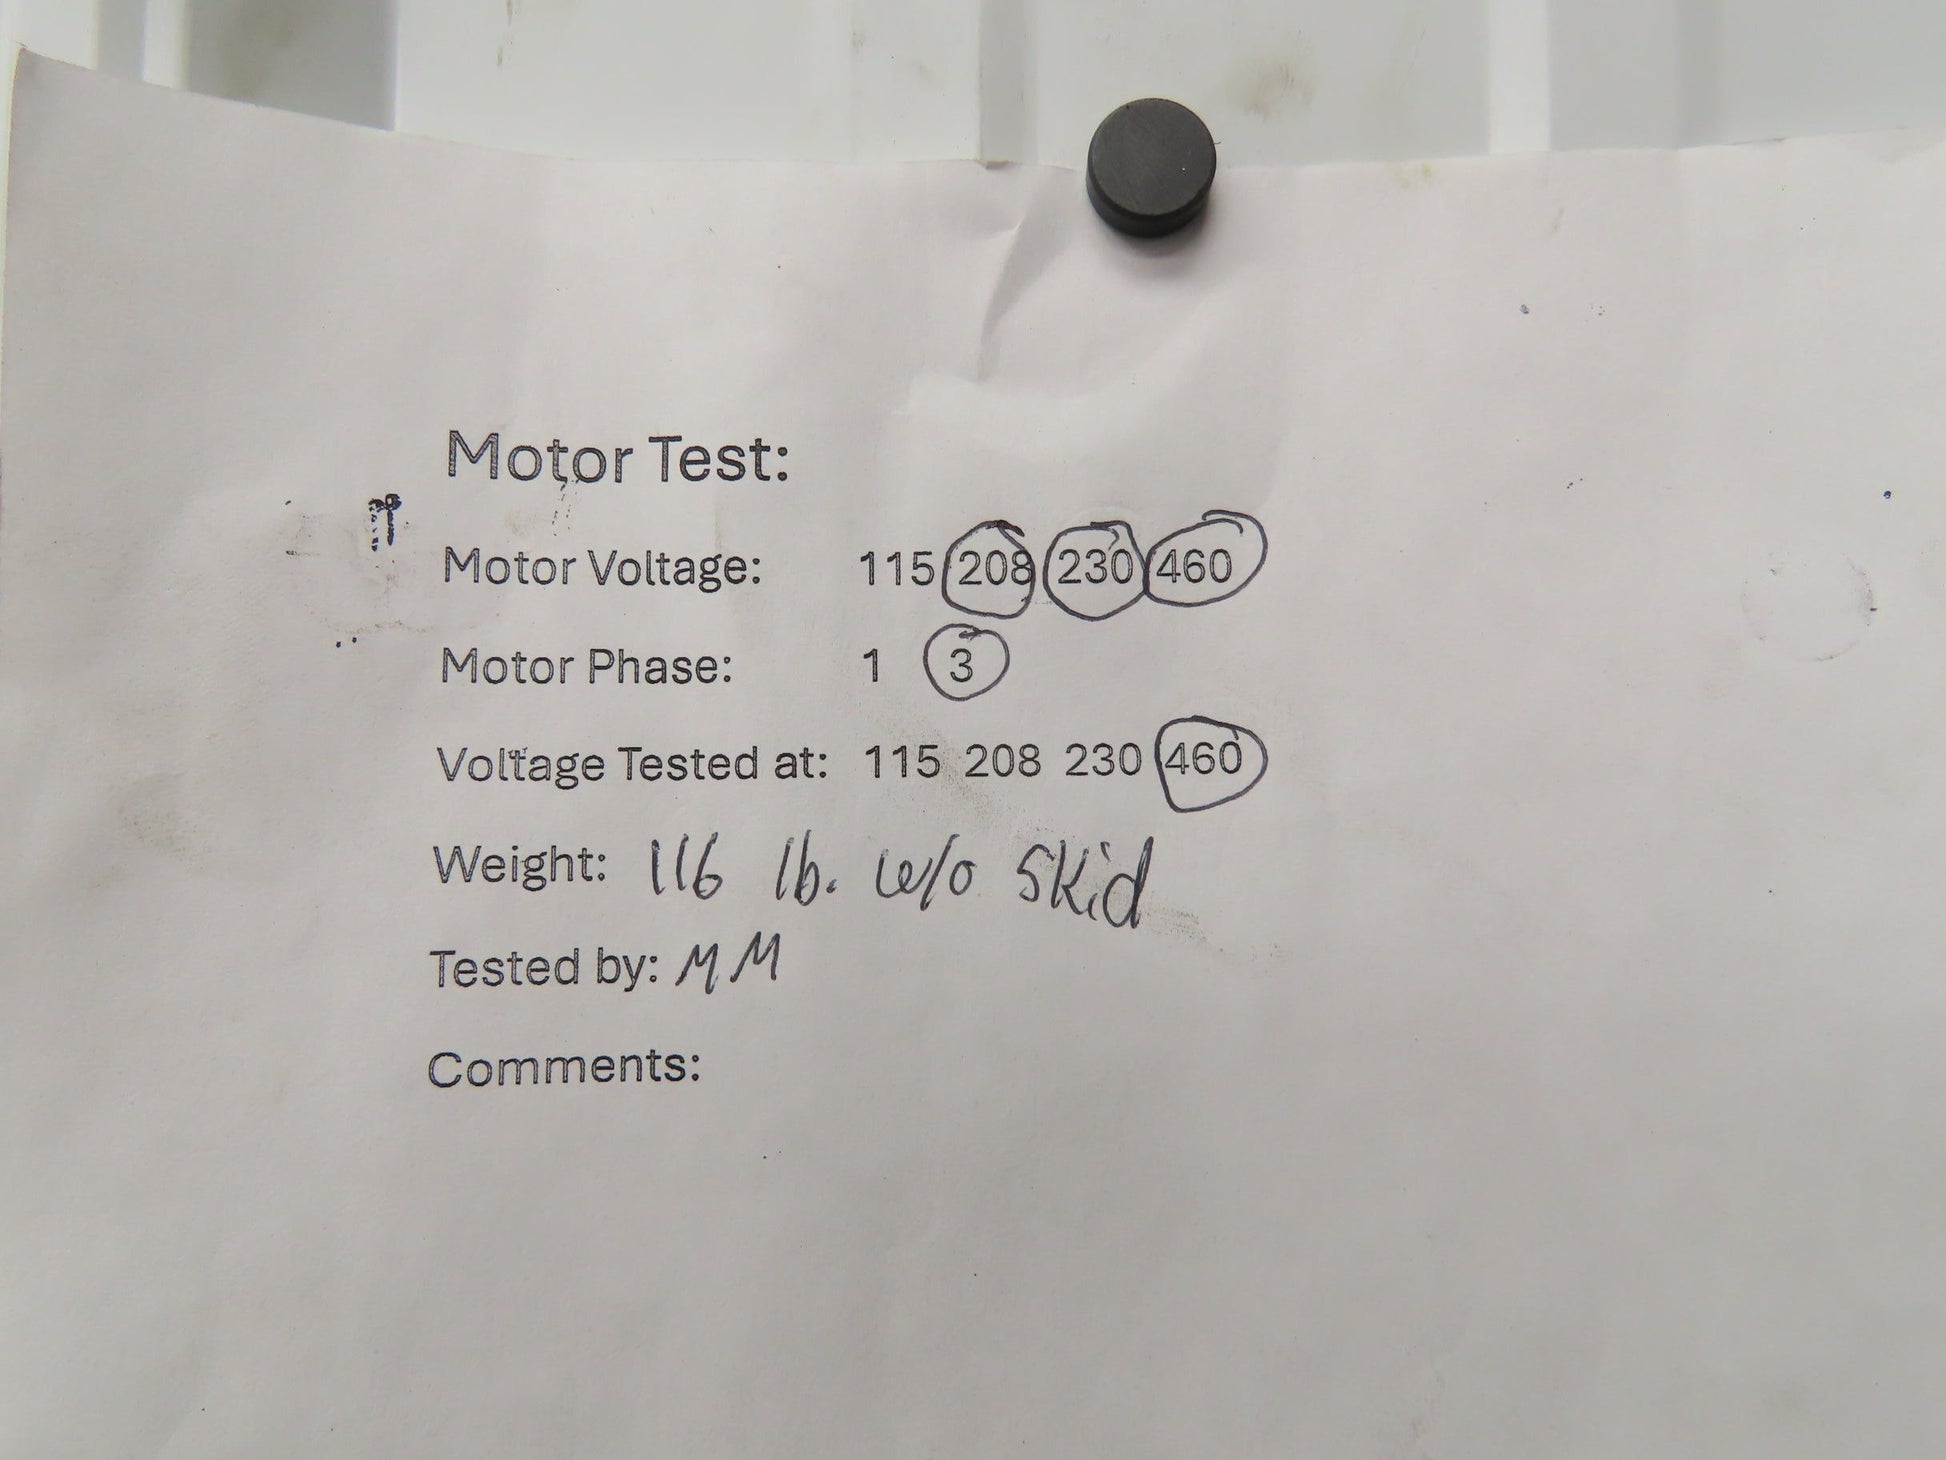 Motor Test:
Motor Voltage: 115 208 230 460
Motor Phase: 1 3
Voltage Tested at: 115 208 230 460
Weight: 116 lb. w/o Skid
Tested by: MM
Comments: